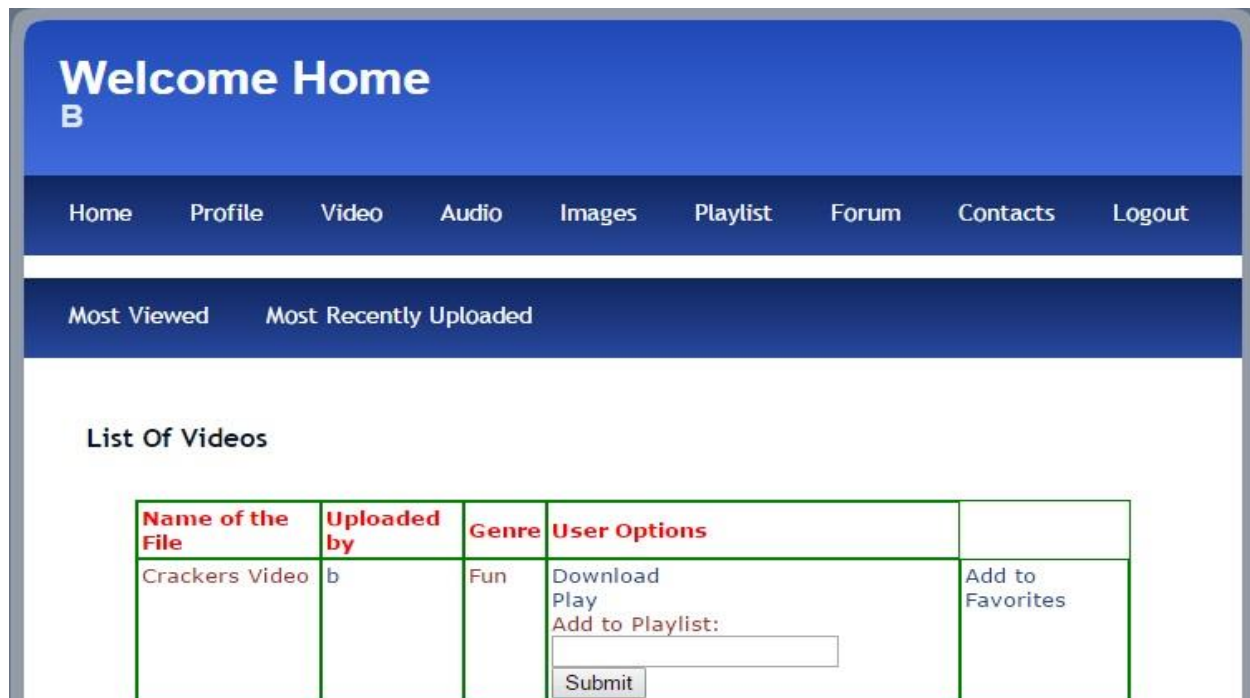 Welcome Home
B
Home Profile Video Audio Images Playlist Forum Contacts Logout
Most Viewed Most Recently Uploaded
List Of Videos
Name of the File Uploaded by Genre User Options
Crackers Video b Fun Download Add to
Play Favorites
Add to Playlist:
Submit